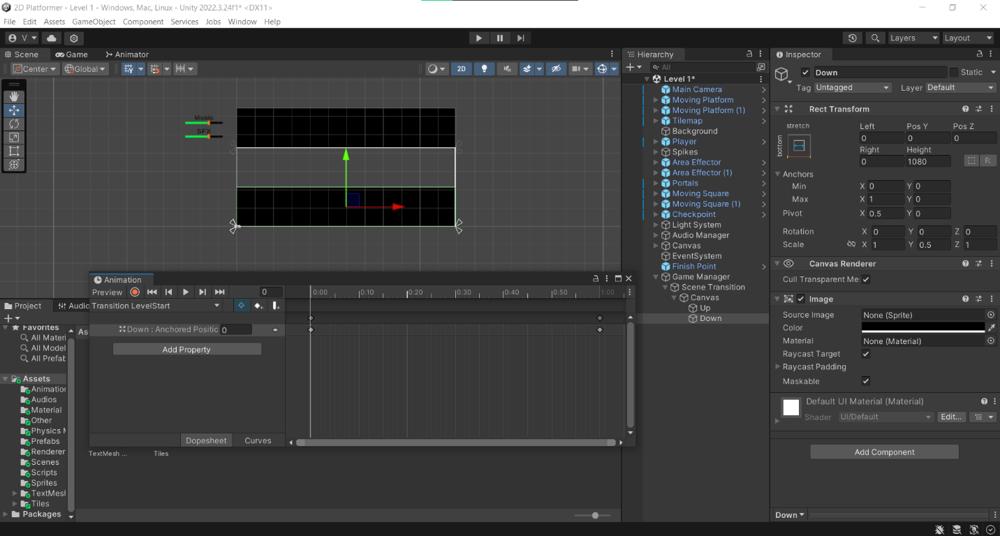 2D Platformer - Level 1 - Windows, Mac, Linux - Unity 2022.3.24f1* <DX11>
File Edit Assets GameObject Component Services Jobs Window Help
V Layers Layout
Scene Game Animator
Center Global 2D
Music
SFX
Hierarchy
All
Level 1*
Main Camera
Moving Platform
Moving Platform (1)
Tilemap
Background
Player
Spikes
Area Effector
Area Effector (1)
Portals
Moving Square
Moving Square (1)
Checkpoint
Light System
Audio Manager
Canvas
EventSystem
Finish Point
Game Manager
Scene Transition
Canvas
Up
Down
Inspector
Down Static
Tag Untagged Layer Default
Rect Transform
stretch
bottom
Left Pos Y Pos Z
0 0 0
Right Height
0 1080 R
Anchors
Min X 0 Y 0
Max X 1 Y 0
Pivot X 0.5 Y 0
Rotation X 0 Y 0 Z 0
Scale X 1 Y 0.5 Z 1
Canvas Renderer
Cull Transparent Me
Image
Source Image None (Sprite)
Color
Material None (Material)
Raycast Target
Raycast Padding
Maskable
Default UI Material (Material)
Shader UI/Default Edit...
Add Component
Down
Animation
Preview 0 0:00 0:10 0:20 0:30 0:40 0:50 1:00
Transition LevelStart
Down : Anchored Positic 0
Add Property
Dopesheet Curves
Project Audio
Favorites As
All Materi
All Model
All Prefab
Assets
Animation
Audios
Material
Other
Physics M
Prefabs
Renderer
Scenes
Scripts
Sprites
TextMesh
Tiles
Packages
TextMesh ... Tiles